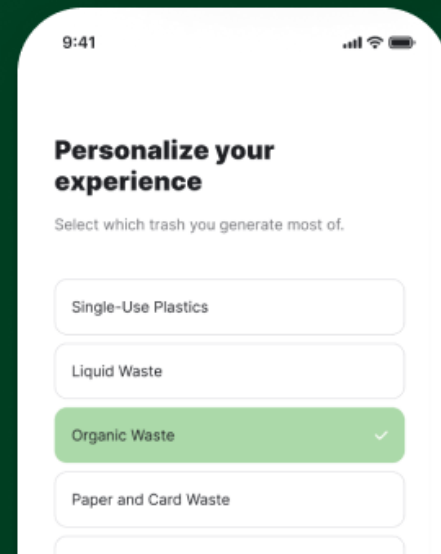 9:41
Personalize your
experience
Select which trash you generate most of.
Single-Use Plastics
Liquid Waste
Organic Waste
Paper and Card Waste